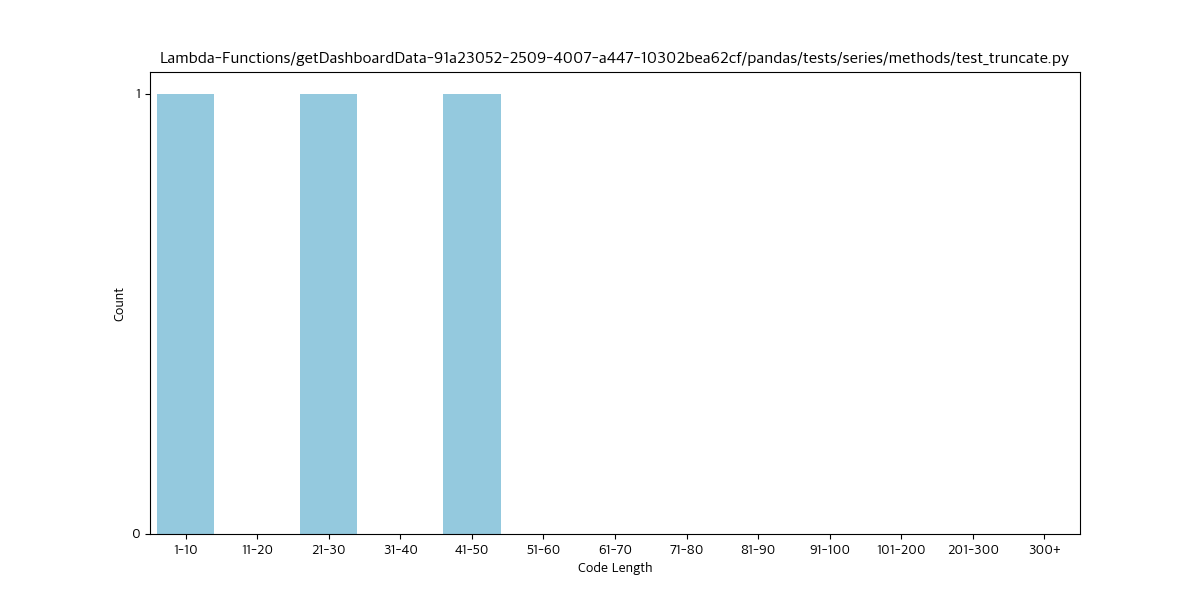 Lambda-Functions/getDashboardData-91a23052-2509-4007-a447-10302bea62cf/pandas/tests/series/methods/test_truncate.py
1
0
Count
1-10 11-20 21-30 31-40 41-50 51-60 61-70 71-80 81-90 91-100 101-200 201-300 300+
Code Length